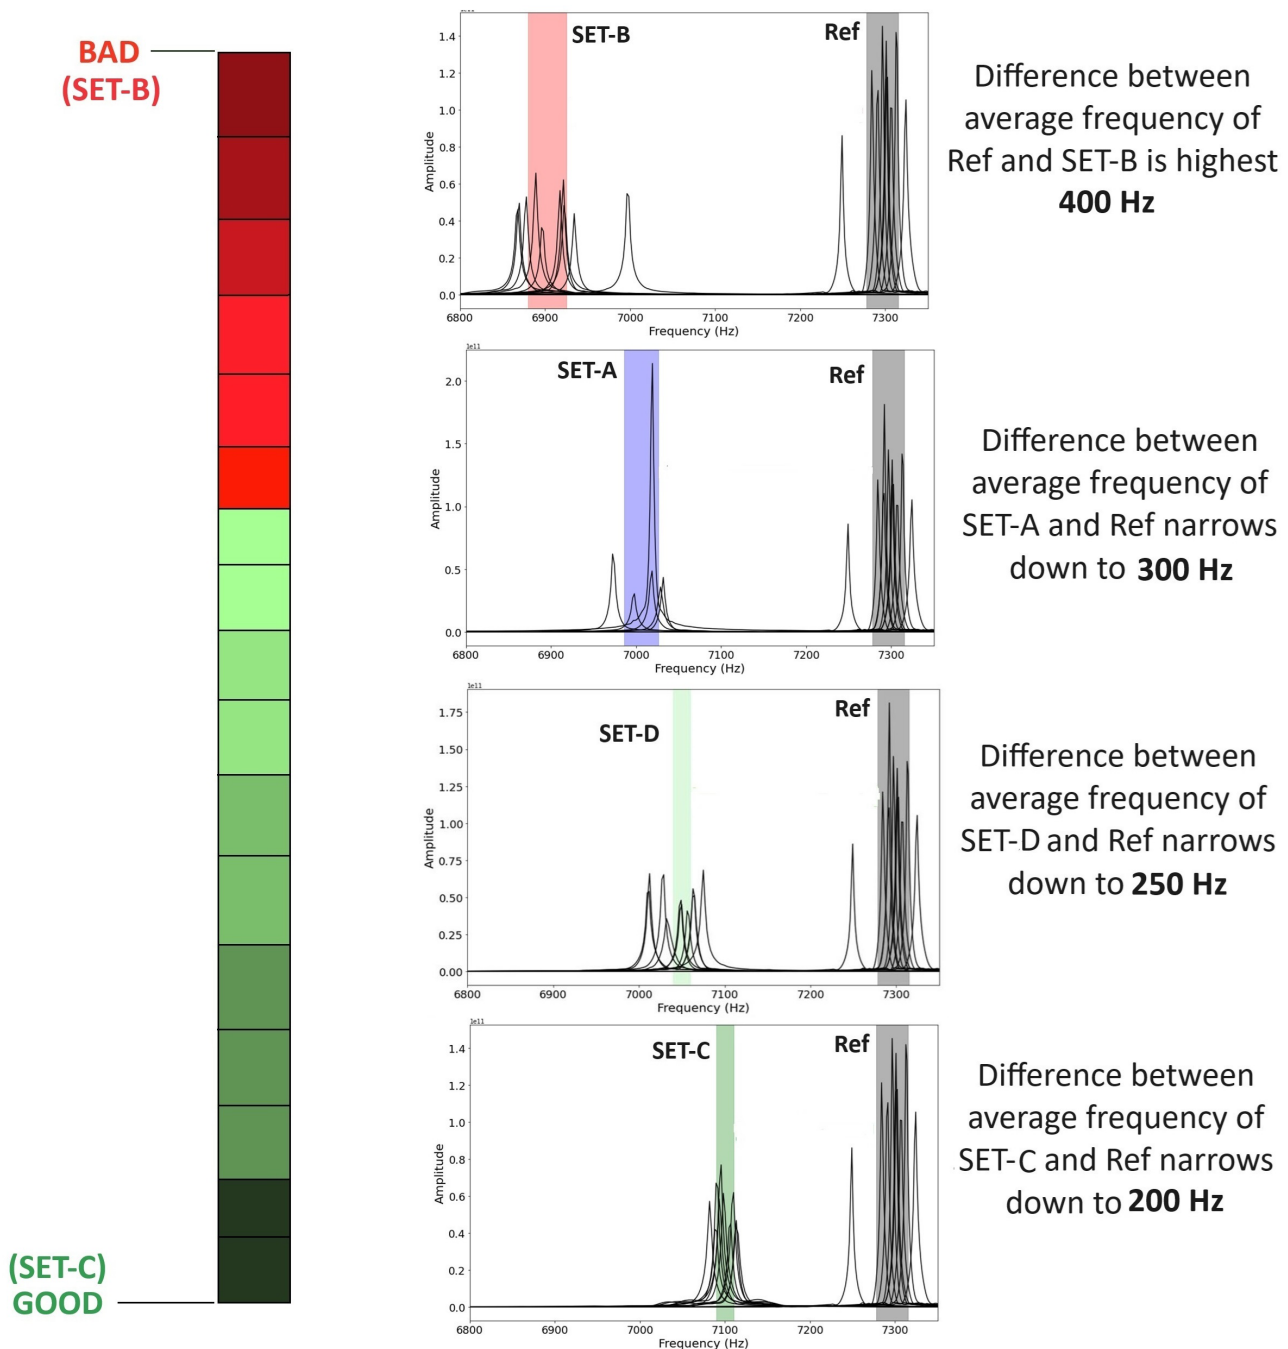 BAD
(SET-B)
(SET-C)
GOOD
SET-B
Ref
Amplitude
1.4
1.2
1.0
0.8
0.6
0.4
0.2
0.0
6800
6900
7000
7100
7200
7300
Frequency (Hz)
Difference between
average frequency of
Ref and SET-B is highest
400 Hz
1e11
SET-A
Ref
Amplitude
2.0
1.5
1.0
0.5
0.0
6800
6900
7000
7100
7200
7300
Frequency (Hz)
Difference between
average frequency of
SET-A and Ref narrows
down to 300 Hz
1e11
SET-D
Ref
Amplitude
1.75
1.50
1.25
1.00
0.75
0.50
0.25
0.00
6800
6900
7000
7100
7200
7300
Frequency (Hz)
Difference between
average frequency of
SET-D and Ref narrows
down to 250 Hz
1e11
SET-C
Ref
Amplitude
1.4
1.2
1.0
0.8
0.6
0.4
0.2
0.0
6800
6900
7000
7100
7200
7300
Frequency (Hz)
Difference between
average frequency of
SET-C and Ref narrows
down to 200 Hz